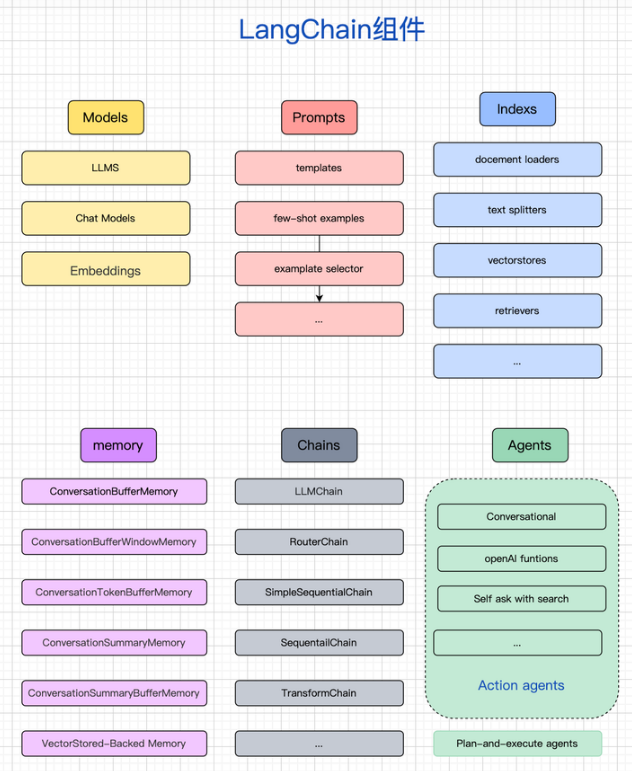 LangChain组件
Models
LLMS
Chat Models
Embeddings
Prompts
templates
few-shot examples
examplate selector
...
Indexs
docement loaders
text splitters
vectorstores
retrievers
...
memory
ConversationBufferMemory
ConversationBufferWindowMemory
ConversationTokenBufferMemory
ConversationSummaryMemory
ConversationSummaryBufferMemory
VectorStored-Backed Memory
Chains
LLMChain
RouterChain
SimpleSequentialChain
SequentailChain
TransformChain
...
Agents
Conversational
openAI funtions
Self ask with search
...
Action agents
Plan-and-execute agents